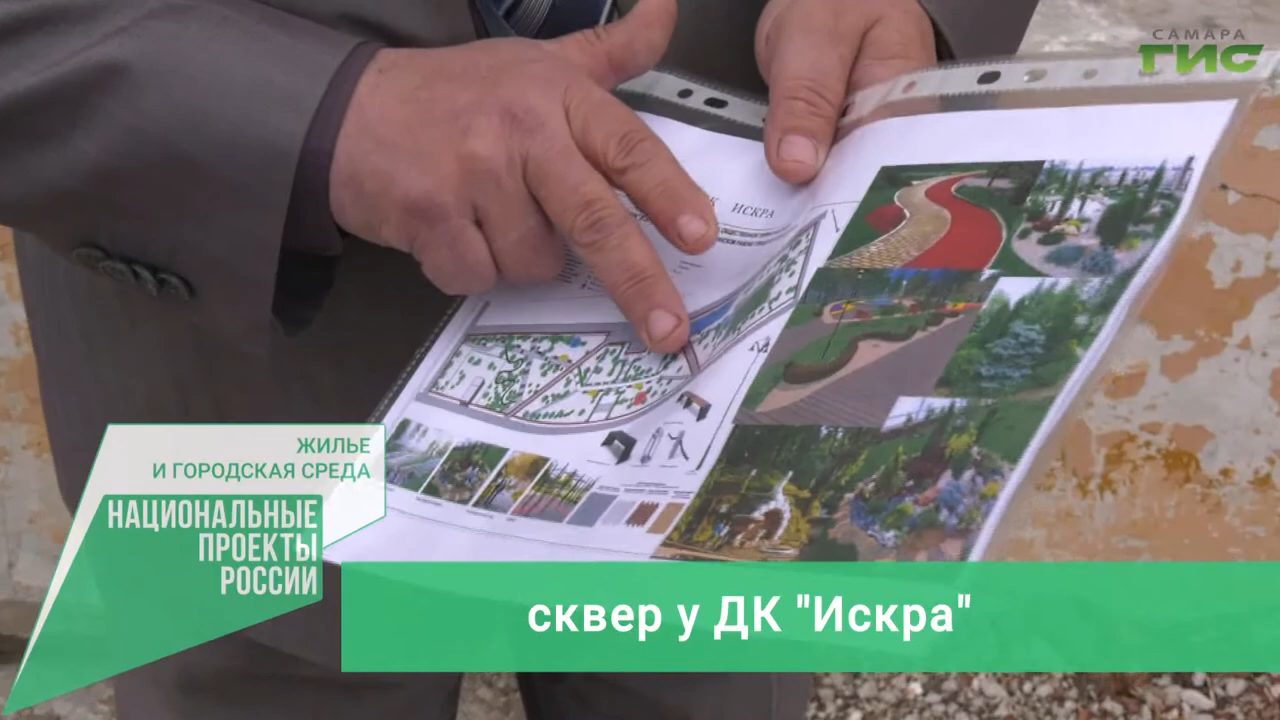 САМАРА
ГИС
ИСКРА
ЖИЛЬЕ
И ГОРОДСКАЯ СРЕДА
НАЦИОНАЛЬНЫЕ
ПРОЕКТЫ
РОССИИ
сквер у ДК "Искра"